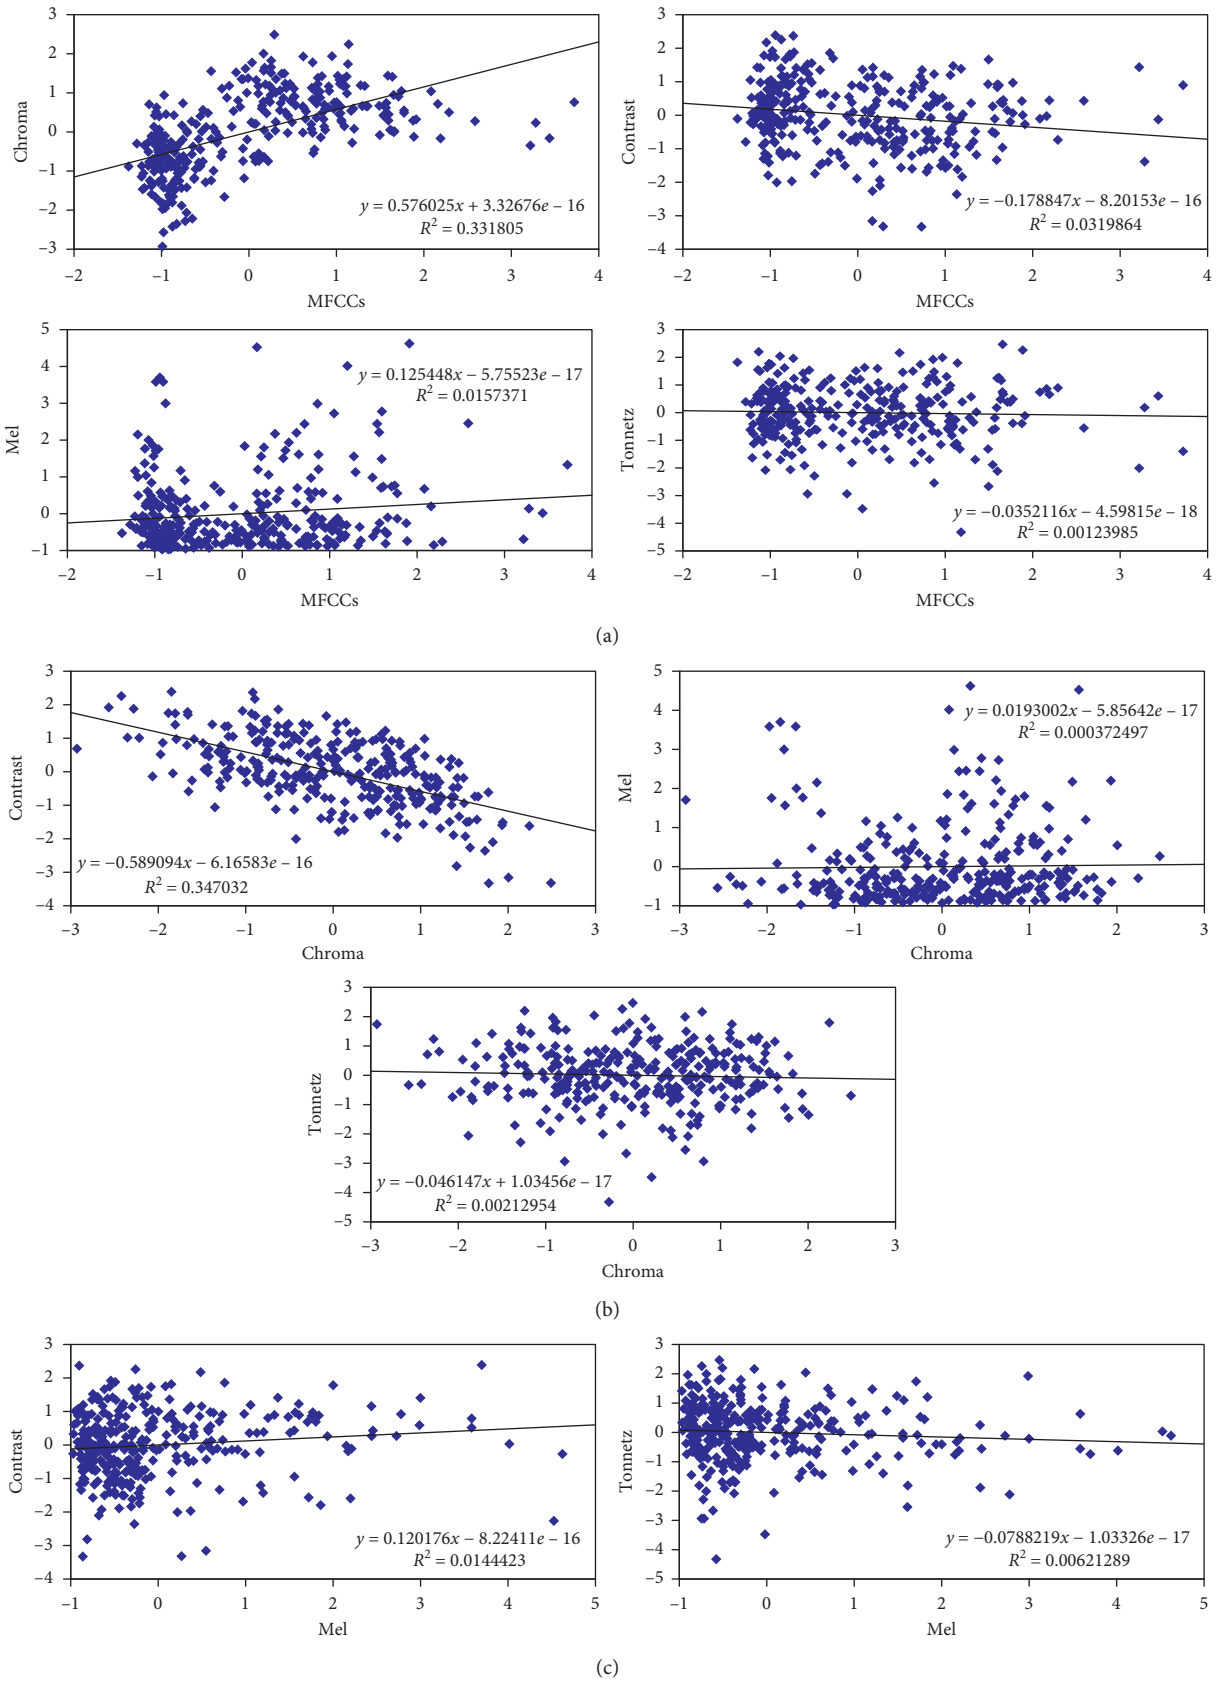 3
2
1
0
−1
−2
−3
Chroma
y = 0.576025x + 3.32676e − 16
R² = 0.331805
−2 −1 0 1 2 3 4
MFCCs
3
2
1
0
−1
−2
−3
−4
Contrast
y = −0.178847x − 8.20153e − 16
R² = 0.0319864
−2 −1 0 1 2 3 4
MFCCs
5
4
3
2
1
0
−1
Mel
y = 0.125448x − 5.75523e − 17
R² = 0.0157371
−2 −1 0 1 2 3 4
MFCCs
3
2
1
0
−1
−2
−3
−4
−5
Tonnetz
y = −0.0352116x − 4.59815e − 18
R² = 0.00123985
−2 −1 0 1 2 3 4
MFCCs
(a)
3
2
1
0
−1
−2
−3
−4
Contrast
y = −0.589094x − 6.16583e − 16
R² = 0.347032
−3 −2 −1 0 1 2 3
Chroma
5
4
3
2
1
0
−1
Mel
y = 0.0193002x − 5.85642e − 17
R² = 0.000372497
−3 −2 −1 0 1 2 3
Chroma
3
2
1
0
−1
−2
−3
−4
−5
Tonnetz
y = −0.046147x + 1.03456e − 17
R² = 0.00212954
−3 −2 −1 0 1 2 3
Chroma
(b)
3
2
1
0
−1
−2
−3
−4
Contrast
y = 0.120176x − 8.22411e − 16
R² = 0.0144423
−1 0 1 2 3 4 5
Mel
3
2
1
0
−1
−2
−3
−4
−5
Tonnetz
y = −0.0788219x − 1.03326e − 17
R² = 0.00621289
−1 0 1 2 3 4 5
Mel
(c)